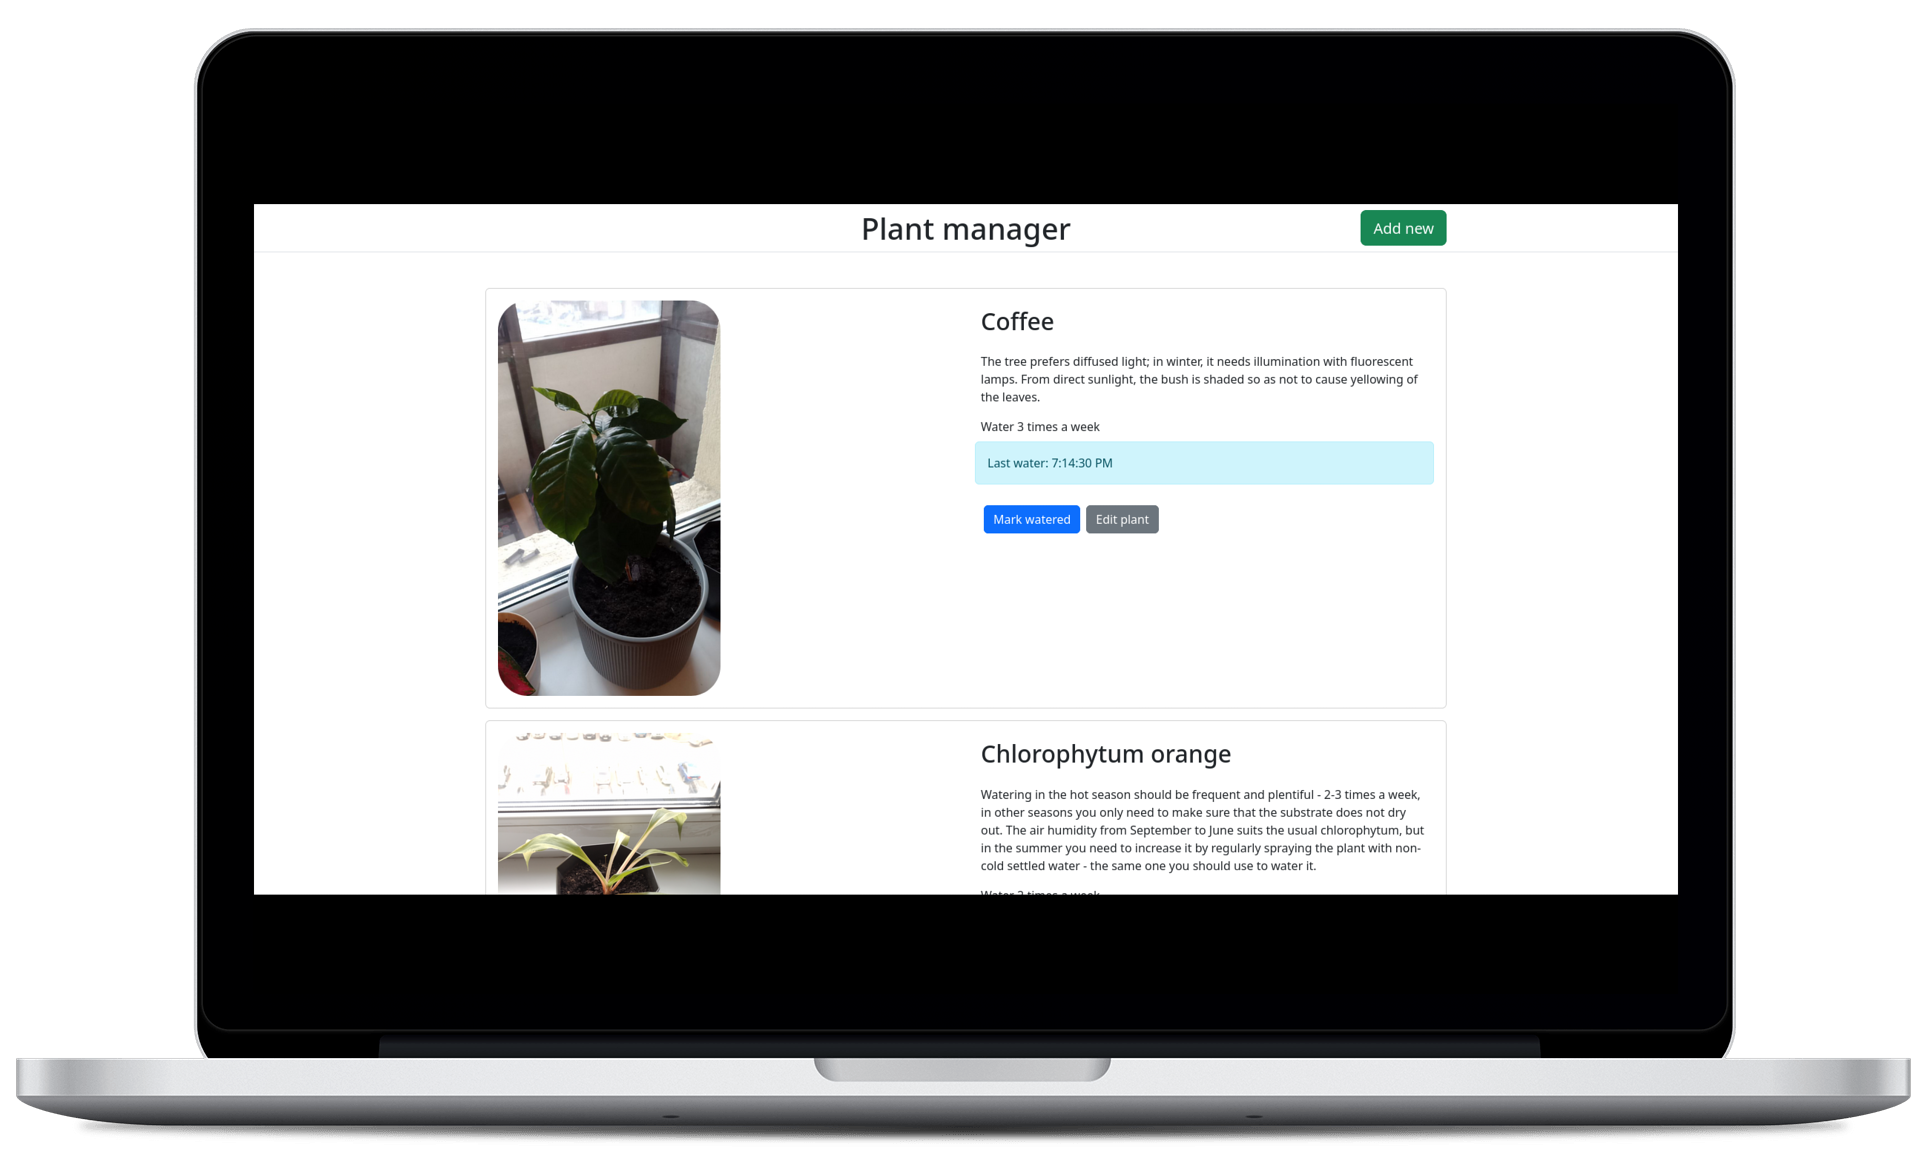 Plant manager
Add new
Coffee
The tree prefers diffused light; in winter, it needs illumination with fluorescent
lamps. From direct sunlight, the bush is shaded so as not to cause yellowing of
the leaves.
Water 3 times a week
Last water: 7:14:30 PM
Mark watered
Edit plant
Chlorophytum orange
Watering in the hot season should be frequent and plentiful - 2-3 times a week,
in other seasons you only need to make sure that the substrate does not dry
out. The air humidity from September to June suits the usual chlorophytum, but
in the summer you need to increase it by regularly spraying the plant with non-
cold settled water - the same one you should use to water it.